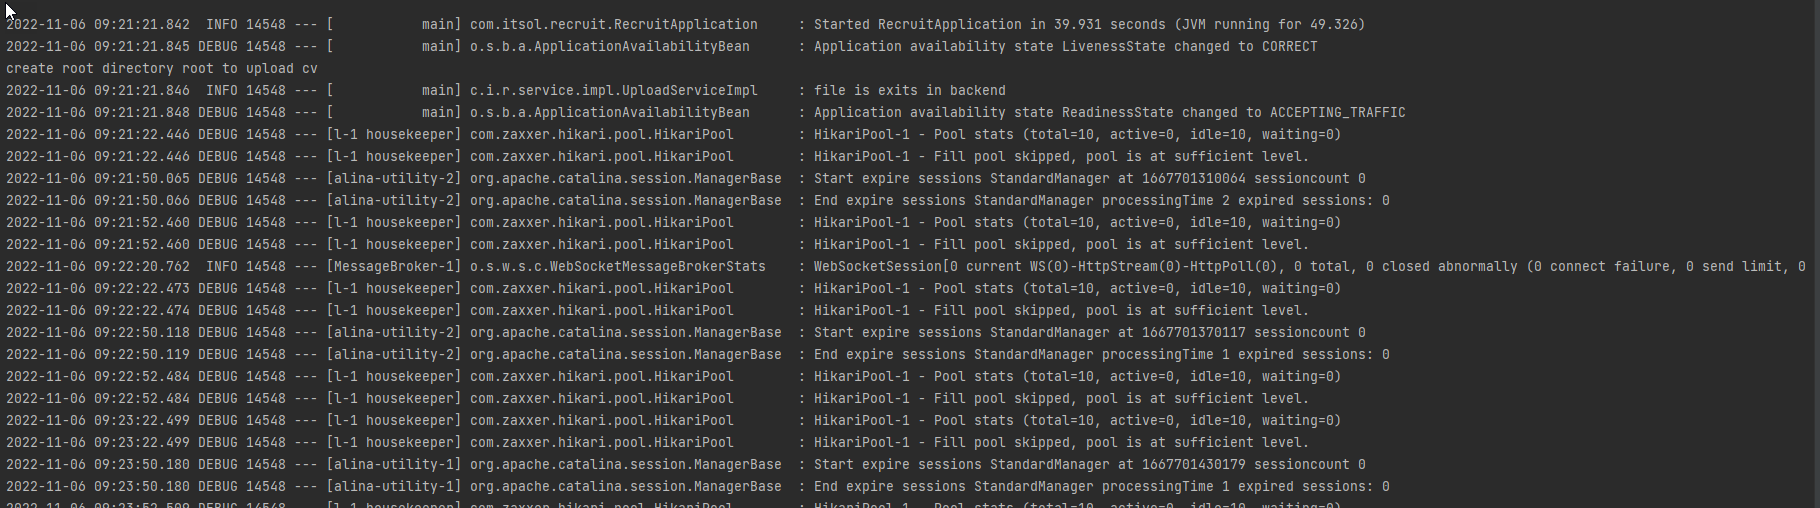 2022-11-06 09:21:21.842  INFO 14548 --- [           main] com.itsol.recruit.RecruitApplication     : Started RecruitApplication in 39.931 seconds (JVM running for 49.326)
2022-11-06 09:21:21.845 DEBUG 14548 --- [           main] o.s.b.a.ApplicationAvailabilityBean      : Application availability state LivenessState changed to CORRECT
create root directory root to upload cv
2022-11-06 09:21:21.846  INFO 14548 --- [           main] c.i.r.service.impl.UploadServiceImpl     : file is exits in backend
2022-11-06 09:21:21.848 DEBUG 14548 --- [           main] o.s.b.a.ApplicationAvailabilityBean      : Application availability state ReadinessState changed to ACCEPTING_TRAFFIC
2022-11-06 09:21:22.446 DEBUG 14548 --- [l-1 housekeeper] com.zaxxer.hikari.pool.HikariPool        : HikariPool-1 - Pool stats (total=10, active=0, idle=10, waiting=0)
2022-11-06 09:21:22.446 DEBUG 14548 --- [l-1 housekeeper] com.zaxxer.hikari.pool.HikariPool        : HikariPool-1 - Fill pool skipped, pool is at sufficient level.
2022-11-06 09:21:50.065 DEBUG 14548 --- [alina-utility-2] org.apache.catalina.session.ManagerBase  : Start expire sessions StandardManager at 1667701310064 sessioncount 0
2022-11-06 09:21:50.066 DEBUG 14548 --- [alina-utility-2] org.apache.catalina.session.ManagerBase  : End expire sessions StandardManager processingTime 2 expired sessions: 0
2022-11-06 09:21:52.460 DEBUG 14548 --- [l-1 housekeeper] com.zaxxer.hikari.pool.HikariPool        : HikariPool-1 - Pool stats (total=10, active=0, idle=10, waiting=0)
2022-11-06 09:21:52.460 DEBUG 14548 --- [l-1 housekeeper] com.zaxxer.hikari.pool.HikariPool        : HikariPool-1 - Fill pool skipped, pool is at sufficient level.
2022-11-06 09:22:20.762  INFO 14548 --- [MessageBroker-1] o.s.w.s.c.WebSocketMessageBrokerStats    : WebSocketSession[0 current WS(0)-HttpStream(0)-HttpPoll(0), 0 total, 0 closed abnormally (0 connect failure, 0 send limit, 0
2022-11-06 09:22:22.473 DEBUG 14548 --- [l-1 housekeeper] com.zaxxer.hikari.pool.HikariPool        : HikariPool-1 - Pool stats (total=10, active=0, idle=10, waiting=0)
2022-11-06 09:22:22.474 DEBUG 14548 --- [l-1 housekeeper] com.zaxxer.hikari.pool.HikariPool        : HikariPool-1 - Fill pool skipped, pool is at sufficient level.
2022-11-06 09:22:50.118 DEBUG 14548 --- [alina-utility-2] org.apache.catalina.session.ManagerBase  : Start expire sessions StandardManager at 1667701370117 sessioncount 0
2022-11-06 09:22:50.119 DEBUG 14548 --- [alina-utility-2] org.apache.catalina.session.ManagerBase  : End expire sessions StandardManager processingTime 1 expired sessions: 0
2022-11-06 09:22:52.484 DEBUG 14548 --- [l-1 housekeeper] com.zaxxer.hikari.pool.HikariPool        : HikariPool-1 - Pool stats (total=10, active=0, idle=10, waiting=0)
2022-11-06 09:22:52.484 DEBUG 14548 --- [l-1 housekeeper] com.zaxxer.hikari.pool.HikariPool        : HikariPool-1 - Fill pool skipped, pool is at sufficient level.
2022-11-06 09:23:22.499 DEBUG 14548 --- [l-1 housekeeper] com.zaxxer.hikari.pool.HikariPool        : HikariPool-1 - Pool stats (total=10, active=0, idle=10, waiting=0)
2022-11-06 09:23:22.499 DEBUG 14548 --- [l-1 housekeeper] com.zaxxer.hikari.pool.HikariPool        : HikariPool-1 - Fill pool skipped, pool is at sufficient level.
2022-11-06 09:23:50.180 DEBUG 14548 --- [alina-utility-1] org.apache.catalina.session.ManagerBase  : Start expire sessions StandardManager at 1667701430179 sessioncount 0
2022-11-06 09:23:50.180 DEBUG 14548 --- [alina-utility-1] org.apache.catalina.session.ManagerBase  : End expire sessions StandardManager processingTime 1 expired sessions: 0
2022-11-06 09:23:52.509 DEBUG 14548 --- [l-1 housekeeper] com.zaxxer.hikari.pool.HikariPool        : HikariPool-1 - Pool stats (total=10, active=0, idle=10, waiting=0)